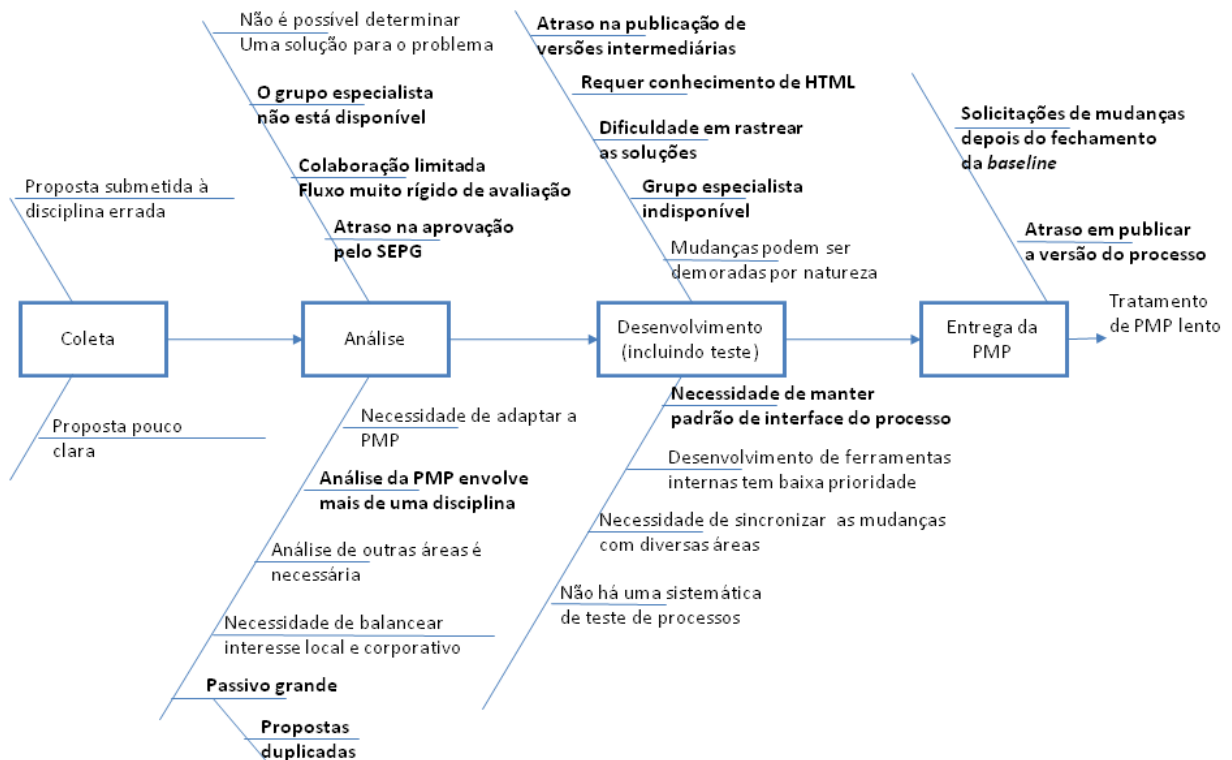 Não é possível determinar
Uma solução para o problema
O grupo especialista
não está disponível
Colaboração limitada
Fluxo muito rígido de avaliação
Atraso na aprovação
pelo SEPG
Atraso na publicação de
versões intermediárias
Requer conhecimento de HTML
Dificuldade em rastrear
as soluções
Grupo especialista
indisponível
Mudanças podem ser
demoradas por natureza
Solicitações de mudanças
depois do fechamento
da baseline
Atraso em publicar
a versão do processo
Proposta submetida à
disciplina errada
Coleta
Análise
Desenvolvimento
(incluindo teste)
Entrega da
PMP
Tratamento
de PMP lento
Proposta pouco
clara
Necessidade de adaptar a
PMP
Análise da PMP envolve
mais de uma disciplina
Análise de outras áreas é
necessária
Necessidade de balancear
interesse local e corporativo
Passivo grande
Propostas
duplicadas
Necessidade de manter
padrão de interface do processo
Desenvolvimento de ferramentas
internas tem baixa prioridade
Necessidade de sincronizar as mudanças
com diversas áreas
Não há uma sistemática
de teste de processos